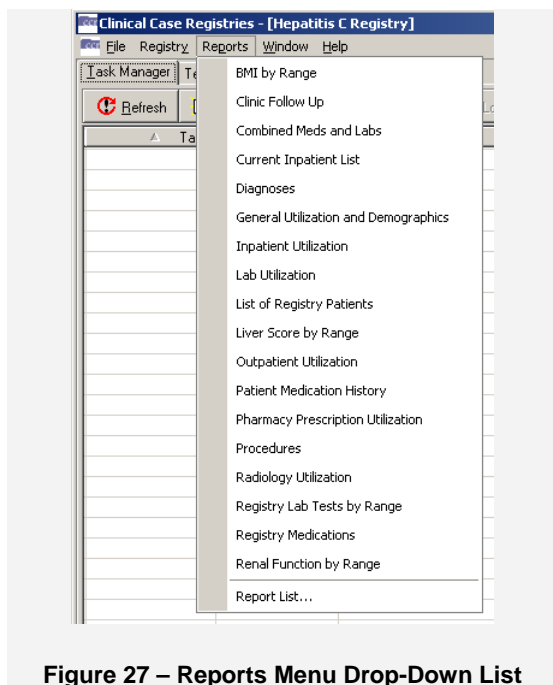 Clinical Case Registries - [Hepatitis C Registry]
File Registry Reports Window Help
Task Manager
Refresh
BMI by Range
Clinic Follow Up
Combined Meds and Labs
Current Inpatient List
Diagnoses
General Utilization and Demographics
Inpatient Utilization
Lab Utilization
List of Registry Patients
Liver Score by Range
Outpatient Utilization
Patient Medication History
Pharmacy Prescription Utilization
Procedures
Radiology Utilization
Registry Lab Tests by Range
Registry Medications
Renal Function by Range
Report List...
Figure 27 – Reports Menu Drop-Down List